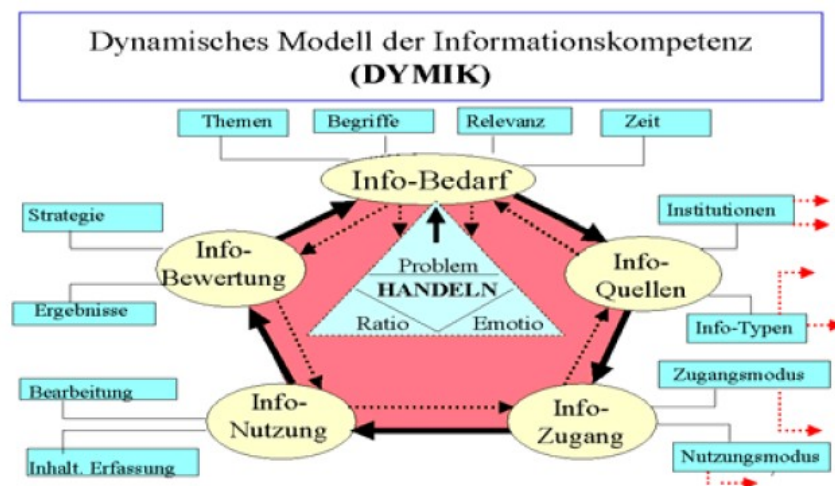 Dynamisches Modell der Informationskompetenz
(DYMIK)
Themen
Begriffe
Relevanz
Zeit
Info-Bedarf
Strategie
Institutionen
Info-
Bewertung
Problem
HANDELN
Ratio
Emotio
Info-
Quellen
Ergebnisse
Info-Typen
Bearbeitung
Zugangsmodus
Info-
Nutzung
Info-
Zugang
Inhalt. Erfassung
Nutzungsmodus